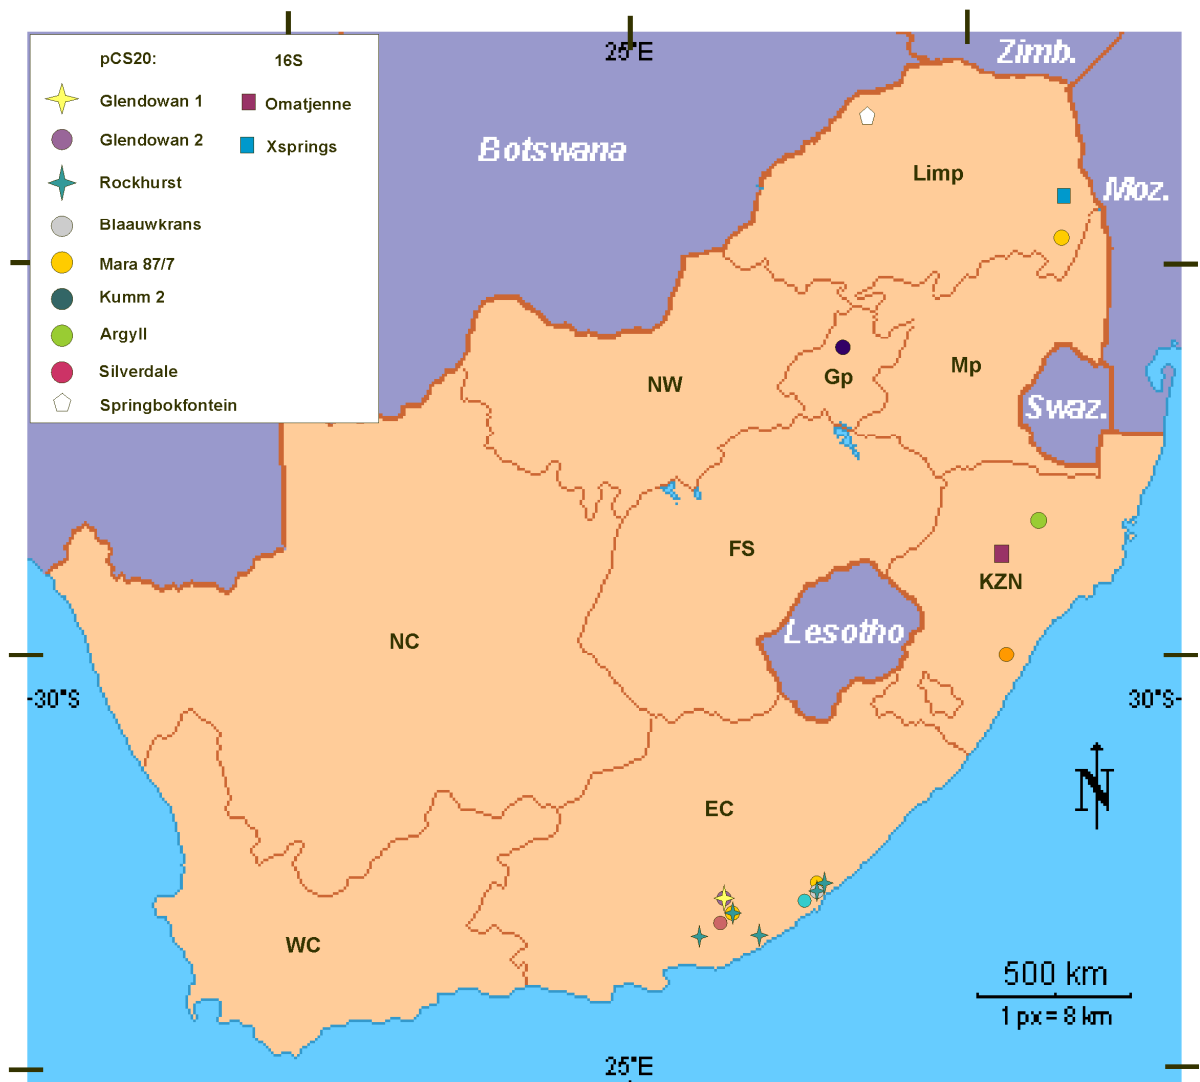 25°E
Zimb.
pCS20:
16S
Glendowan 1
Omatjenne
Glendowan 2
Xsprings
Rockhurst
Blaauwkrans
Mara 87/7
Kumm 2
Argyll
Silverdale
Springbokfontein
Botswana
Limp
Moz.
NW
Gp
Mp
Swaz.
FS
KZN
NC
Lesotho
30°S
30°S
N
EC
WC
500 km
1 px = 8 km
25°E